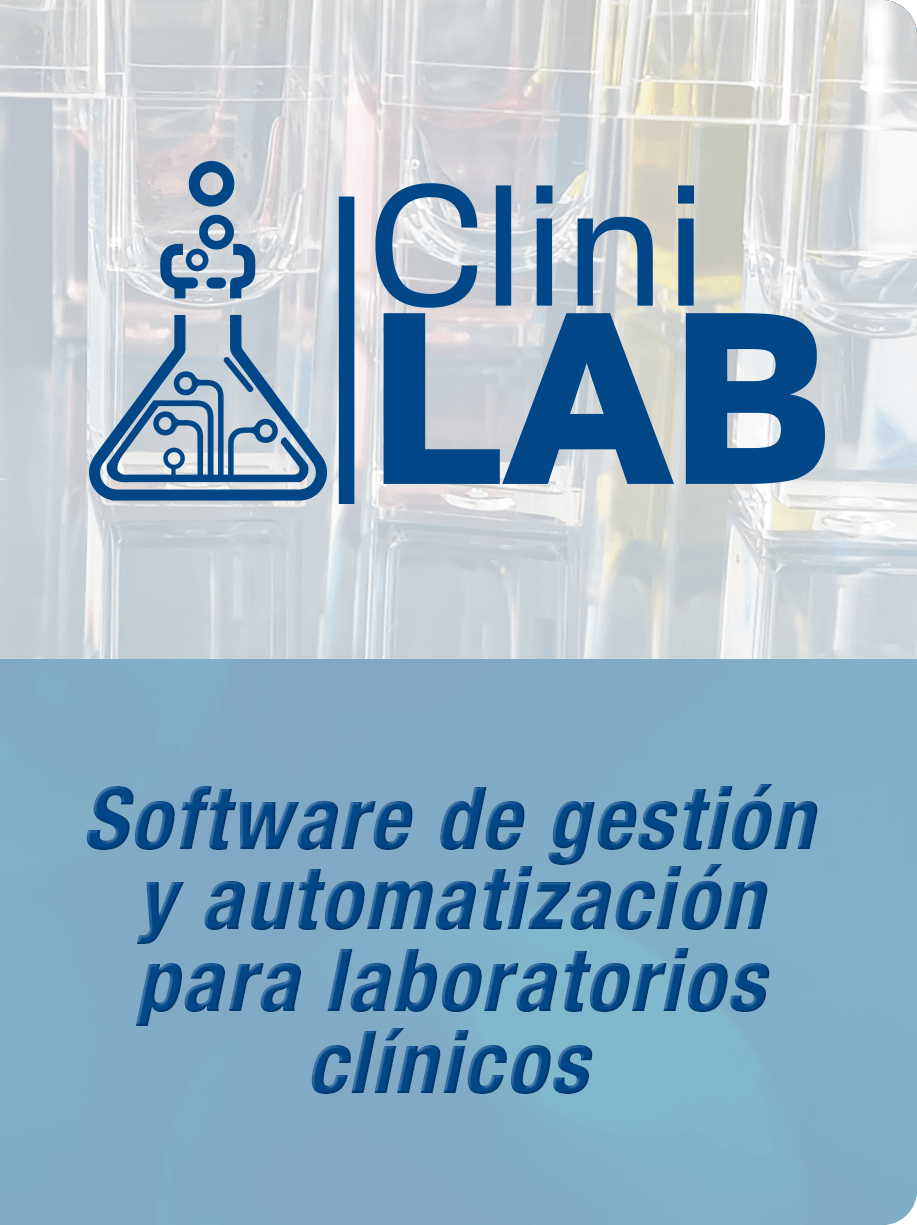 Clini
LAB
Software de gestión
y automatización
para laboratorios
clínicos